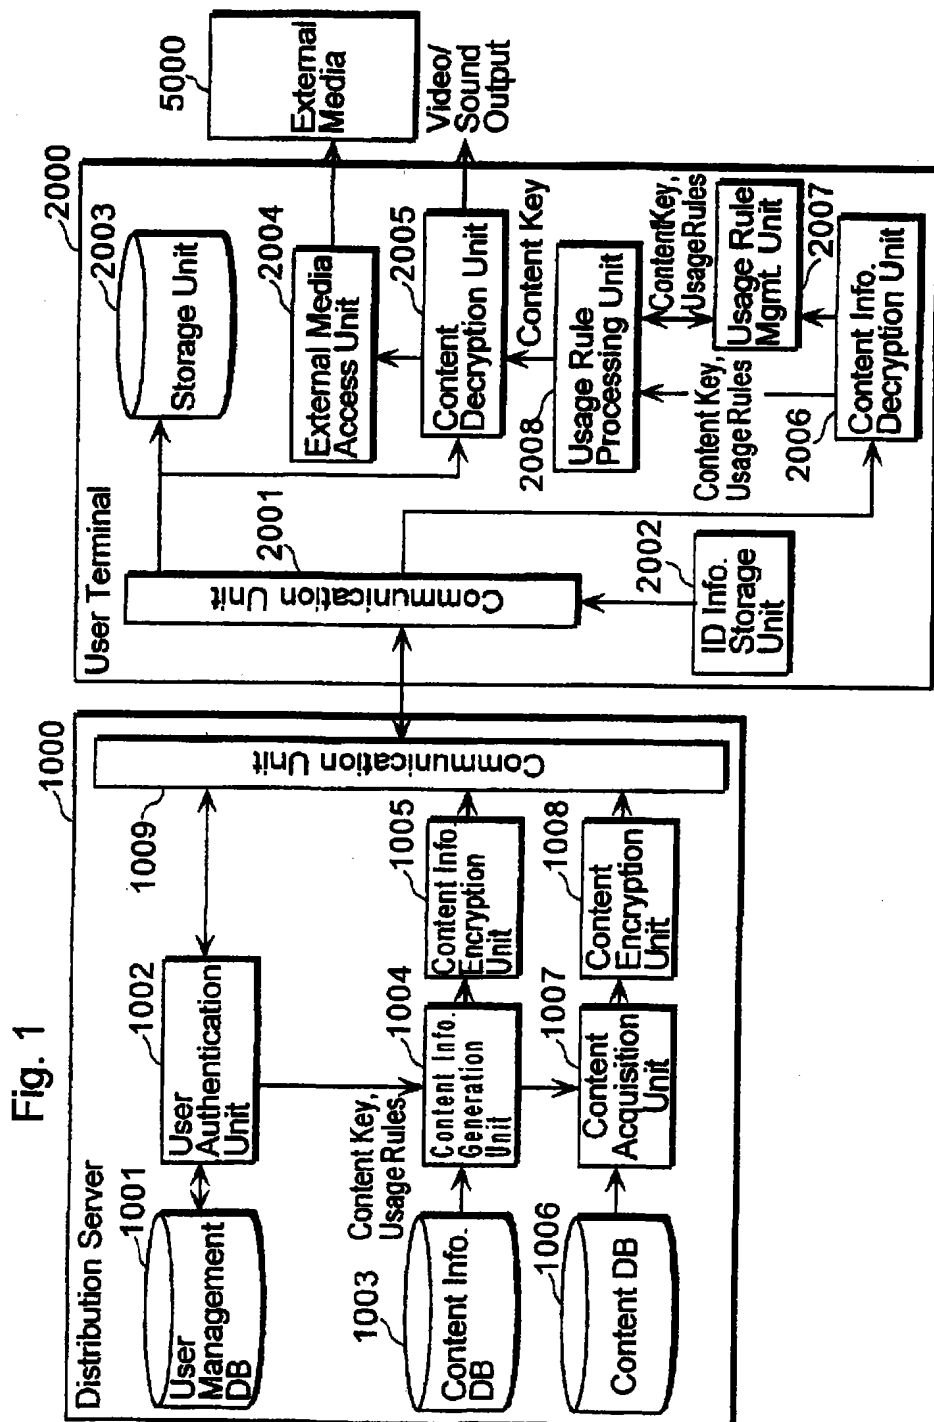 Fig. 1
Distribution Server
1000
1001
User
Management
DB
1002
User
Authentication
Unit
1009
Communication Unit
1003
Content Info.
DB
Content Key,
Usage Rules
1004
Content Info.
Generation
Unit
1005
Content Info.
Encryption
Unit
1006
Content DB
1007
Content
Acquisition
Unit
1008
Content
Encryption
Unit
User Terminal
2000
2001
Communication Unit
2002
ID Info.
Storage
Unit
2003
Storage Unit
2004
External Media
Access Unit
5000
External
Media
2005
Content
Decryption Unit
Video/
Sound
Output
Content Key
2008
Usage Rule
Processing Unit
ContentKey,
UsageRules
Usage Rule
Mgmt. Unit
2007
Content Key,
Usage Rules
2006
Content Info.
Decryption Unit